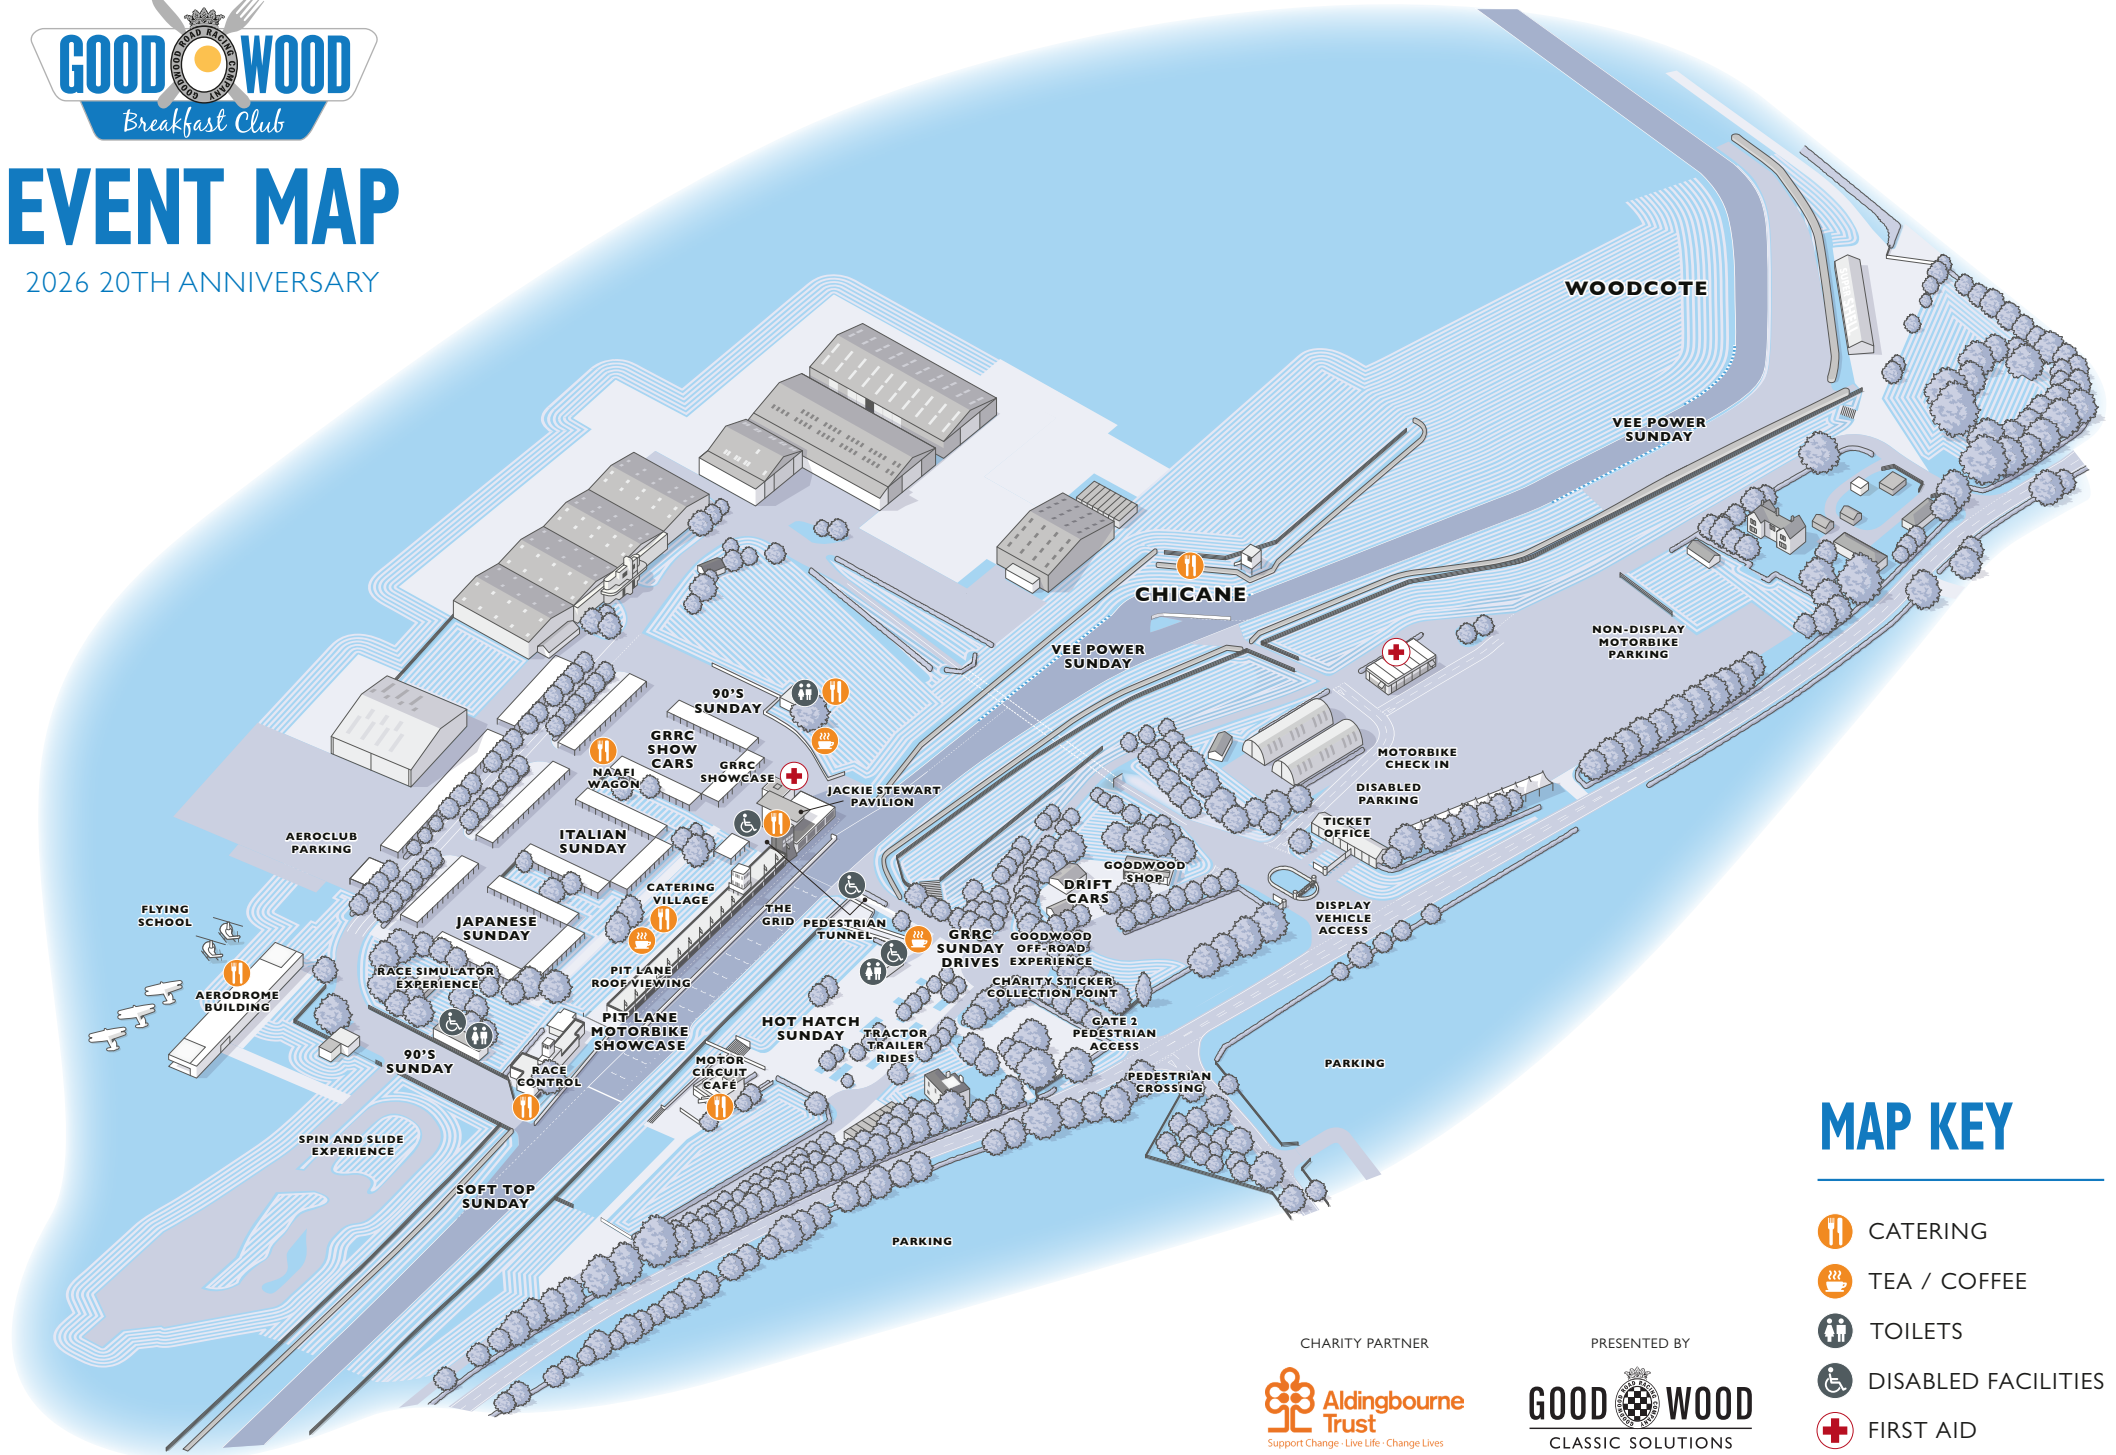 GOODWOOD
GOODWOOD ROAD RACING COMPANY
Breakfast Club
EVENT MAP
2026 20TH ANNIVERSARY
WOODCOTE
VEE POWER
SUNDAY
CHICANE
VEE POWER
SUNDAY
NON-DISPLAY
MOTORBIKE
PARKING
90'S
SUNDAY
GRRC
SHOW
CARS
NAAFI
WAGON
GRRC
SHOWCASE
JACKIE STEWART
PAVILION
MOTORBIKE
CHECK IN
DISABLED
PARKING
TICKET
OFFICE
AEROCLUB
PARKING
ITALIAN
SUNDAY
GOODWOOD
SHOP
DRIFT
CARS
CATERING
VILLAGE
THE
GRID
PEDESTRIAN
TUNNEL
DISPLAY
VEHICLE
ACCESS
FLYING
SCHOOL
JAPANESE
SUNDAY
GRRC
SUNDAY
DRIVES
GOODWOOD
OFF-ROAD
EXPERIENCE
RACE SIMULATOR
EXPERIENCE
PIT LANE
ROOF VIEWING
CHARITY STICKER
COLLECTION POINT
AERODROME
BUILDING
PIT LANE
MOTORBIKE
SHOWCASE
HOT HATCH
SUNDAY
TRACTOR
TRAILER
RIDES
GATE 2
PEDESTRIAN
ACCESS
90'S
SUNDAY
RACE
CONTROL
MOTOR
CIRCUIT
CAFÉ
PEDESTRIAN
CROSSING
PARKING
SPIN AND SLIDE
EXPERIENCE
SOFT TOP
SUNDAY
PARKING
MAP KEY
CATERING
TEA / COFFEE
TOILETS
DISABLED FACILITIES
FIRST AID
CHARITY PARTNER
Aldingbourne
Trust
Support Change · Live Life · Change Lives
PRESENTED BY
GOODWOOD
GOODWOOD ROAD RACING COMPANY
CLASSIC SOLUTIONS